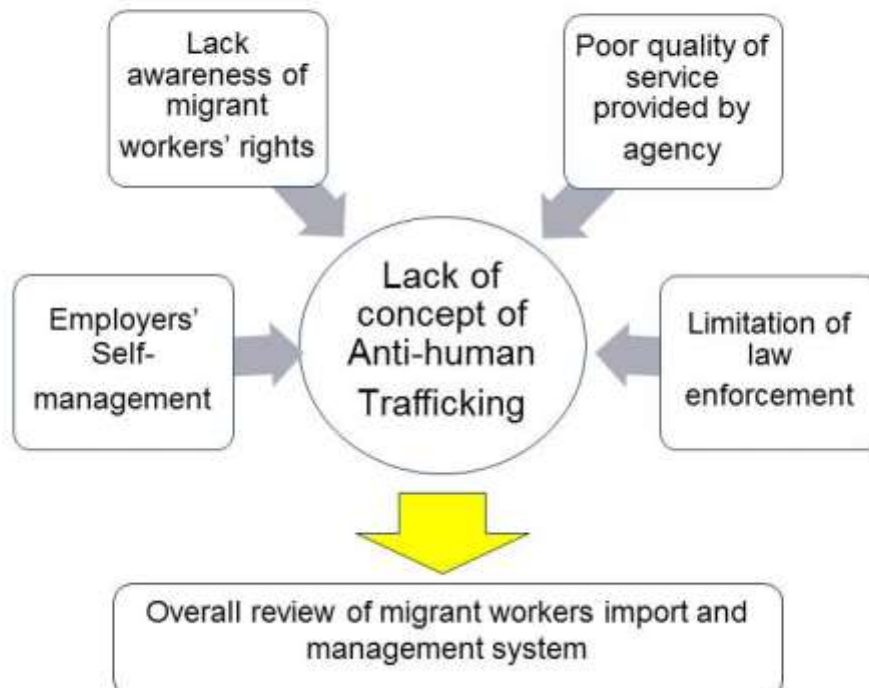 Lack
awareness of
migrant
workers’ rights
Poor quality of
service
provided by
agency
Employers’
Self-
management
Lack of
concept of
Anti-human
Trafficking
Limitation of
law
enforcement
Overall review of migrant workers import and
management system